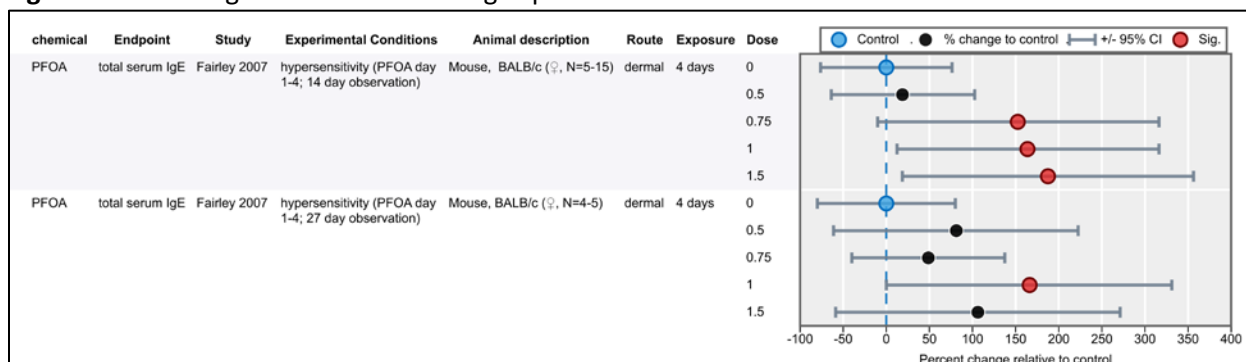 chemical Endpoint Study Experimental Conditions Animal description Route Exposure Dose Control . % change to control +/- 95% CI Sig.
PFOA total serum IgE Fairley 2007 hypersensitivity (PFOA day Mouse, BALB/c (♀, N=5-15) dermal 4 days 0
1-4; 14 day observation)
0.5
0.75
1
1.5
PFOA total serum IgE Fairley 2007 hypersensitivity (PFOA day Mouse, BALB/c (♀, N=4-5) dermal 4 days 0
1-4; 27 day observation)
0.5
0.75
1
1.5
-100 -50 0 50 100 150 200 250 300 350 400
Percent change relative to control